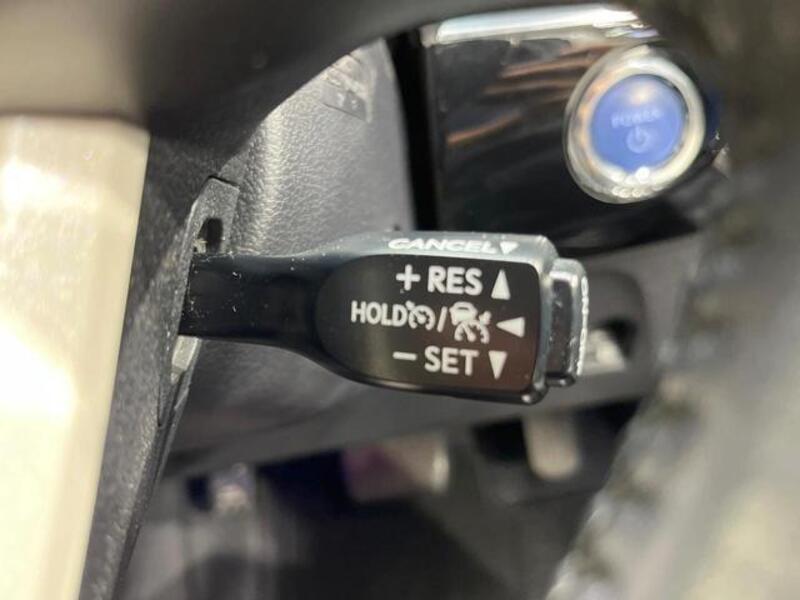 POWER
CANCEL▼
+ RES ▲
HOLD / ◀
− SET ▼